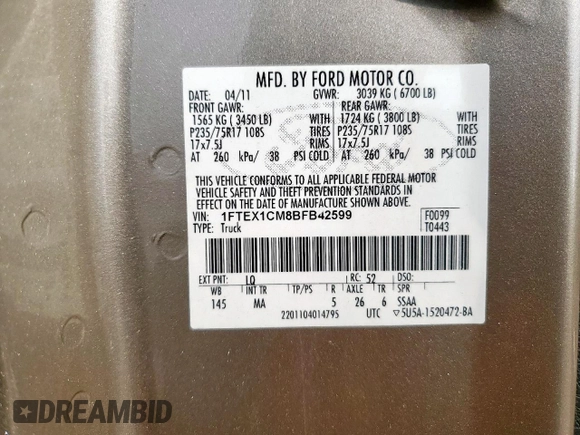 MFD. BY FORD MOTOR CO.
DATE: 04/11 GVWR: 3039 KG ( 6700 LB)
FRONT GAWR: REAR GAWR:
1565 KG ( 3450 LB) WITH 1724 KG ( 3800 LB) WITH
P235/75R17 108S TIRES P235/75R17 108S TIRES
17x7.5J RIMS 17x7.5J RIMS
AT 260 kPa/ 38 PSI COLD AT 260 kPa/ 38 PSI COLD
THIS VEHICLE CONFORMS TO ALL APPLICABLE FEDERAL MOTOR
VEHICLE SAFETY AND THEFT PREVENTION STANDARDS IN
EFFECT ON THE DATE OF MANUFACTURE SHOWN ABOVE.
VIN: 1FTEX1CM8BFB42599 F0099
TYPE: Truck T0443
EXT PNT: LQ RC: 52 DSO:
WB INT TR TP/PS R AXLE TR SPR
145 MA 5 26 6 SSAA
2201104014795 UTC ▽5U5A-1520472-BA
DREAMBID